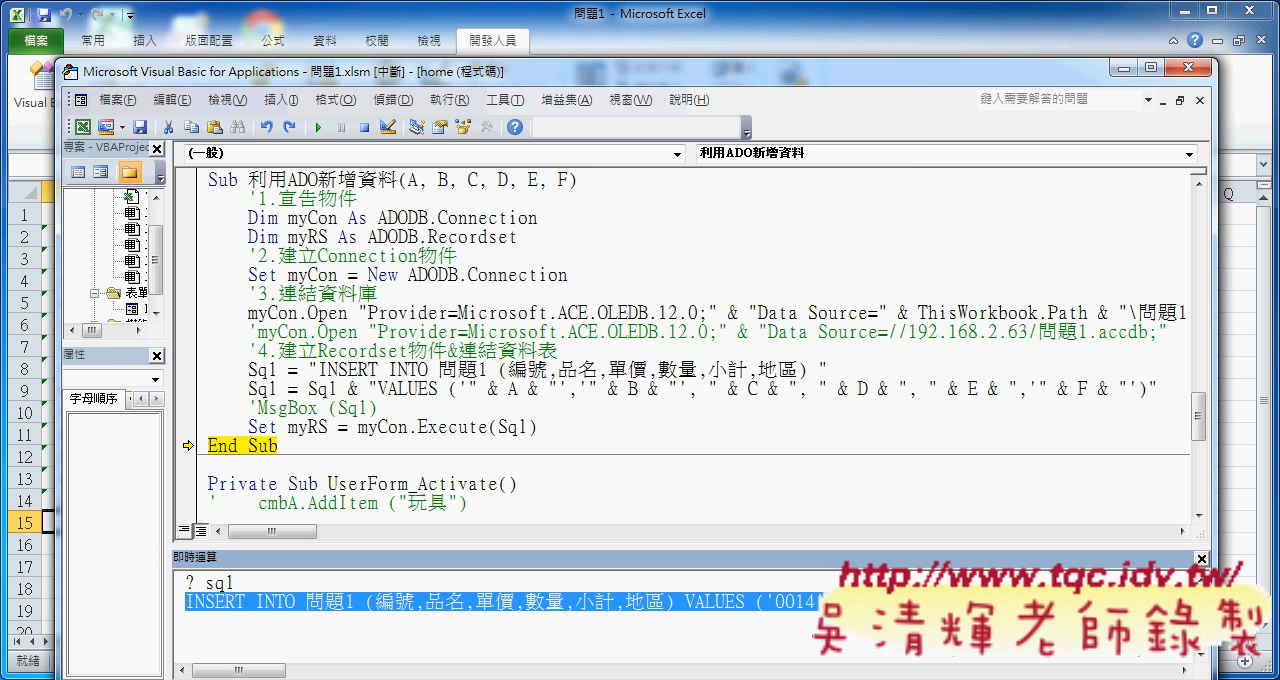 問題1 - Microsoft Excel
檔案 常用 插入 版面配置 公式 資料 校閱 檢視 開發人員
Microsoft Visual Basic for Applications - 問題1.xlsm [中斷] - [home (程式碼)]
Visual B
檔案(F) 編輯(E) 檢視(V) 插入(I) 格式(O) 偵錯(D) 執行(R) 工具(T) 增益集(A) 視窗(W) 說明(H) 鍵入需要解答的問題
專案 - VBAProjec
(一般) 利用ADO新增資料
Sub 利用ADO新增資料(A, B, C, D, E, F)
'1.宣告物件
Dim myCon As ADODB.Connection
Dim myRS As ADODB.Recordset
'2.建立Connection物件
Set myCon = New ADODB.Connection
'3.連結資料庫
myCon.Open "Provider=Microsoft.ACE.OLEDB.12.0;" & "Data Source=" & ThisWorkbook.Path & "\問題1
'myCon.Open "Provider=Microsoft.ACE.OLEDB.12.0;" & "Data Source=//192.168.2.63/問題1.accdb;"
'4.建立Recordset物件&連結資料表
Sql = "INSERT INTO 問題1 (編號,品名,單價,數量,小計,地區) "
Sql = Sql & "VALUES ('" & A & "','" & B & "', " & C & ", " & D & ", " & E & ",'" & F & "')"
'MsgBox (Sql)
Set myRS = myCon.Execute(Sql)
End Sub
Private Sub UserForm_Activate()
' cmbA.AddItem ("玩具")
表單
屬性
字母順序
即時運算
? sql
INSERT INTO 問題1 (編號,品名,單價,數量,小計,地區) VALUES ('0014'
Q
1
2
3
4
5
6
7
8
9
10
11
12
13
14
15
16
17
18
19
20
就緒
http://www.tqc.idv.tw/
吳清輝老師錄製